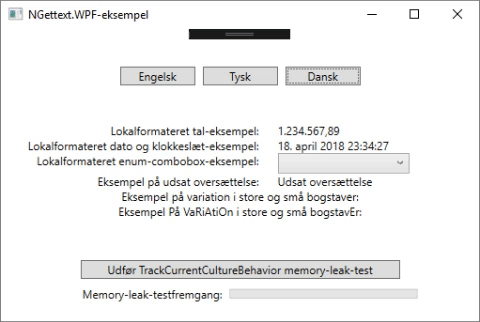 NGettext.WPF-eksempel
Engelsk Tysk Dansk
Lokalformateret tal-eksempel: 1.234.567,89
Lokalformateret dato og klokkeslæt-eksempel: 18. april 2018 23:34:27
Lokalformateret enum-combobox-eksempel:
Eksempel på udsat oversættelse: Udsat oversættelse
Eksempel på variation i store og små bogstaver:
Eksempel På VaRiAtiOn i store og små bogstavEr:
Udfør TrackCurrentCultureBehavior memory-leak-test
Memory-leak-testfremgang: